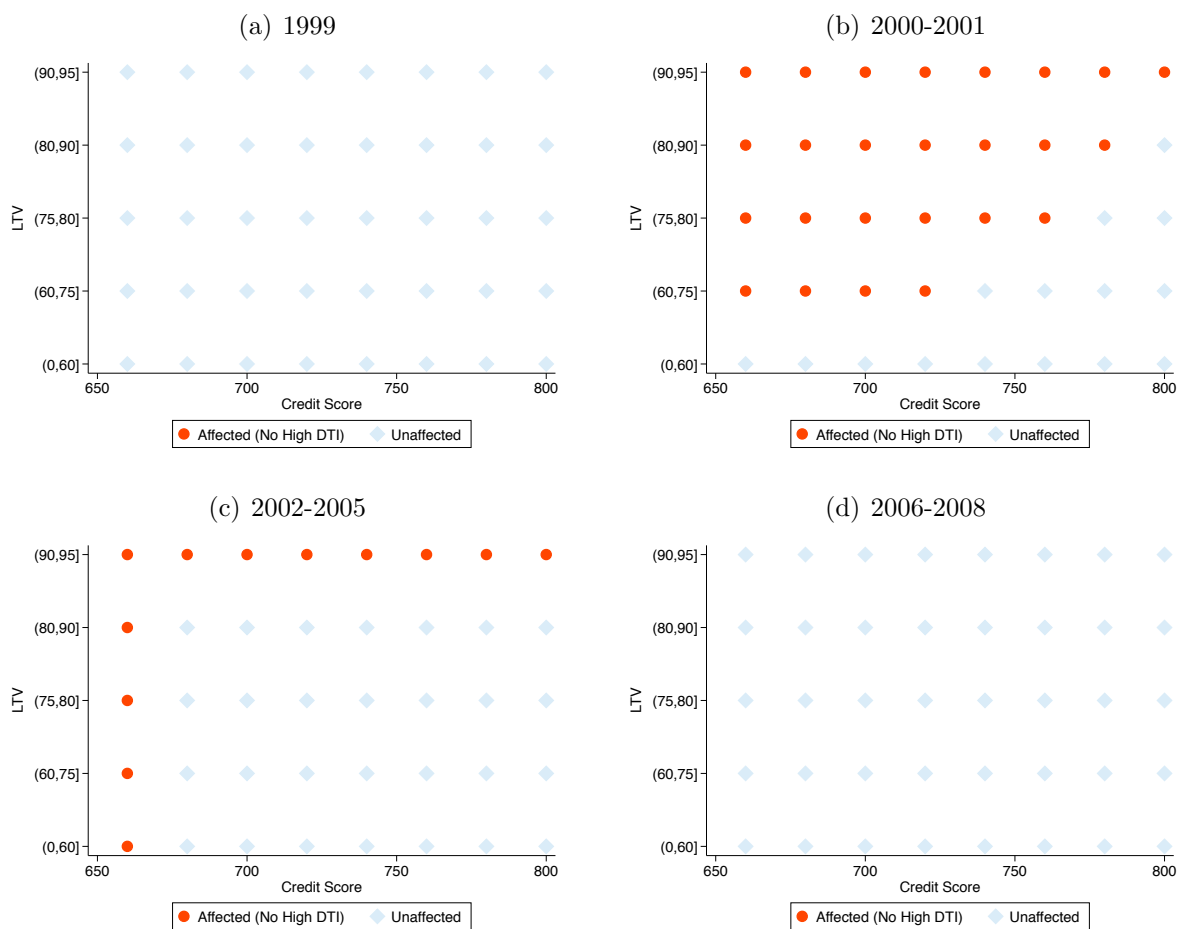 (a) 1999
(90,95]
(80,90]
(75,80]
(60,75]
(0,60]
LTV
650 700 750 800
Credit Score
Affected (No High DTI) Unaffected
(b) 2000-2001
(90,95]
(80,90]
(75,80]
(60,75]
(0,60]
LTV
650 700 750 800
Credit Score
Affected (No High DTI) Unaffected
(c) 2002-2005
(90,95]
(80,90]
(75,80]
(60,75]
(0,60]
LTV
650 700 750 800
Credit Score
Affected (No High DTI) Unaffected
(d) 2006-2008
(90,95]
(80,90]
(75,80]
(60,75]
(0,60]
LTV
650 700 750 800
Credit Score
Affected (No High DTI) Unaffected